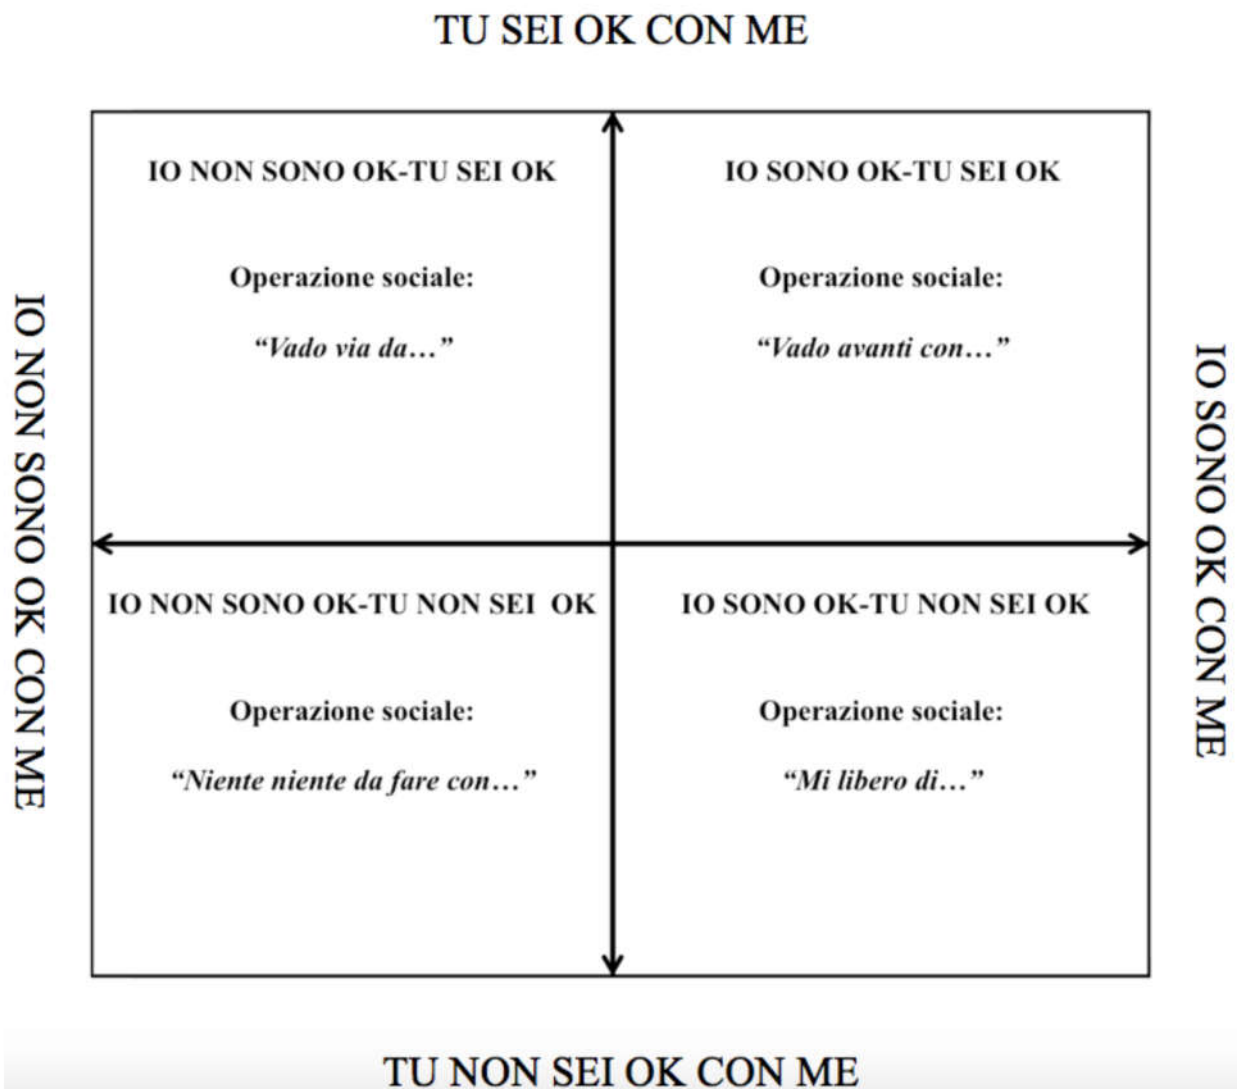 TU SEI OK CON ME
IO NON SONO OK-TU SEI OK
Operazione sociale:
“Vado via da…”
IO SONO OK-TU SEI OK
Operazione sociale:
“Vado avanti con…”
IO NON SONO OK CON ME
IO SONO OK CON ME
IO NON SONO OK-TU NON SEI OK
Operazione sociale:
“Niente niente da fare con…”
IO SONO OK-TU NON SEI OK
Operazione sociale:
“Mi libero di…”
TU NON SEI OK CON ME